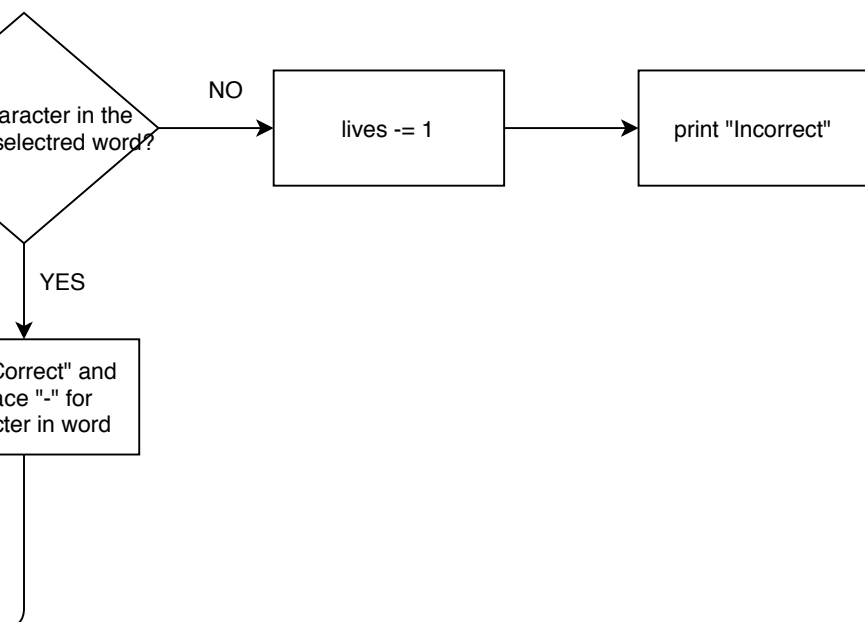 aracter in the
selectred word?
NO
lives -= 1
print "Incorrect"
YES
Correct" and
ace "-" for
cter in word